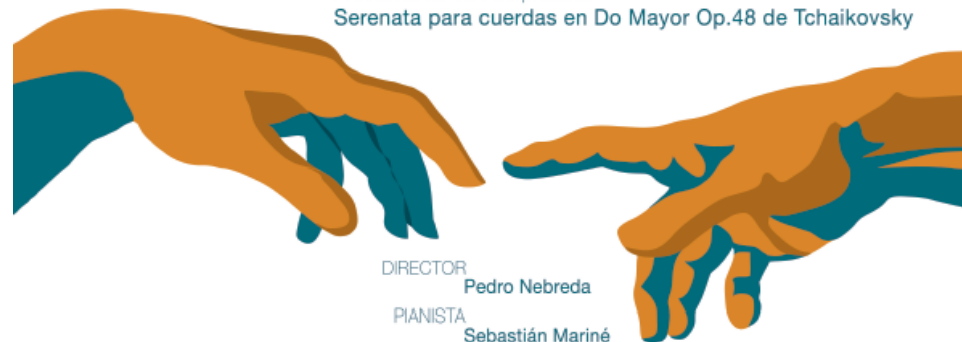 Serenata para cuerdas en Do Mayor Op.48 de Tchaikovsky
DIRECTOR
Pedro Nebreda
PIANISTA
Sebastián Mariné